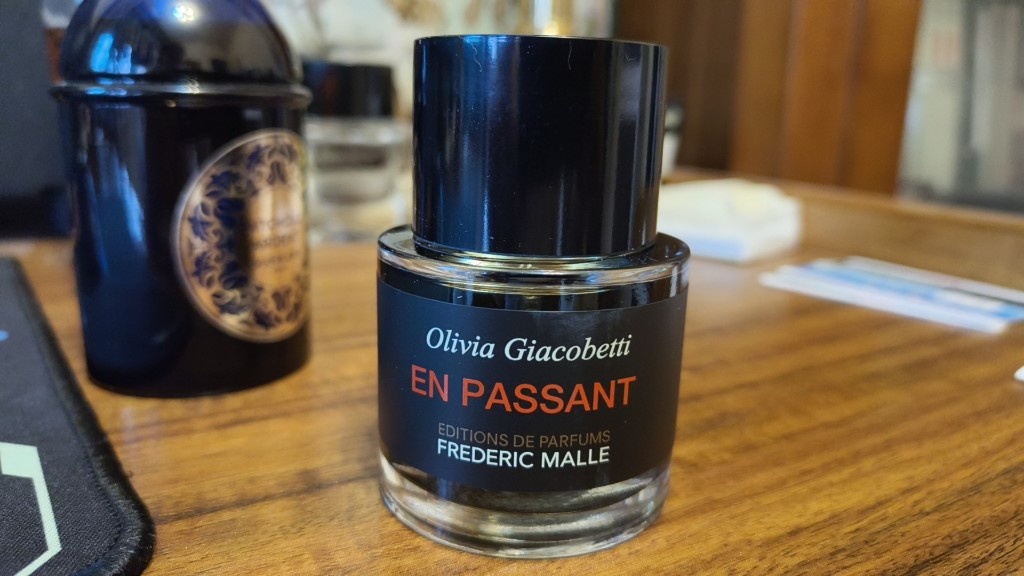 Olivia Giacobetti
EN PASSANT
EDITIONS DE PARFUMS
FREDERIC MALLE